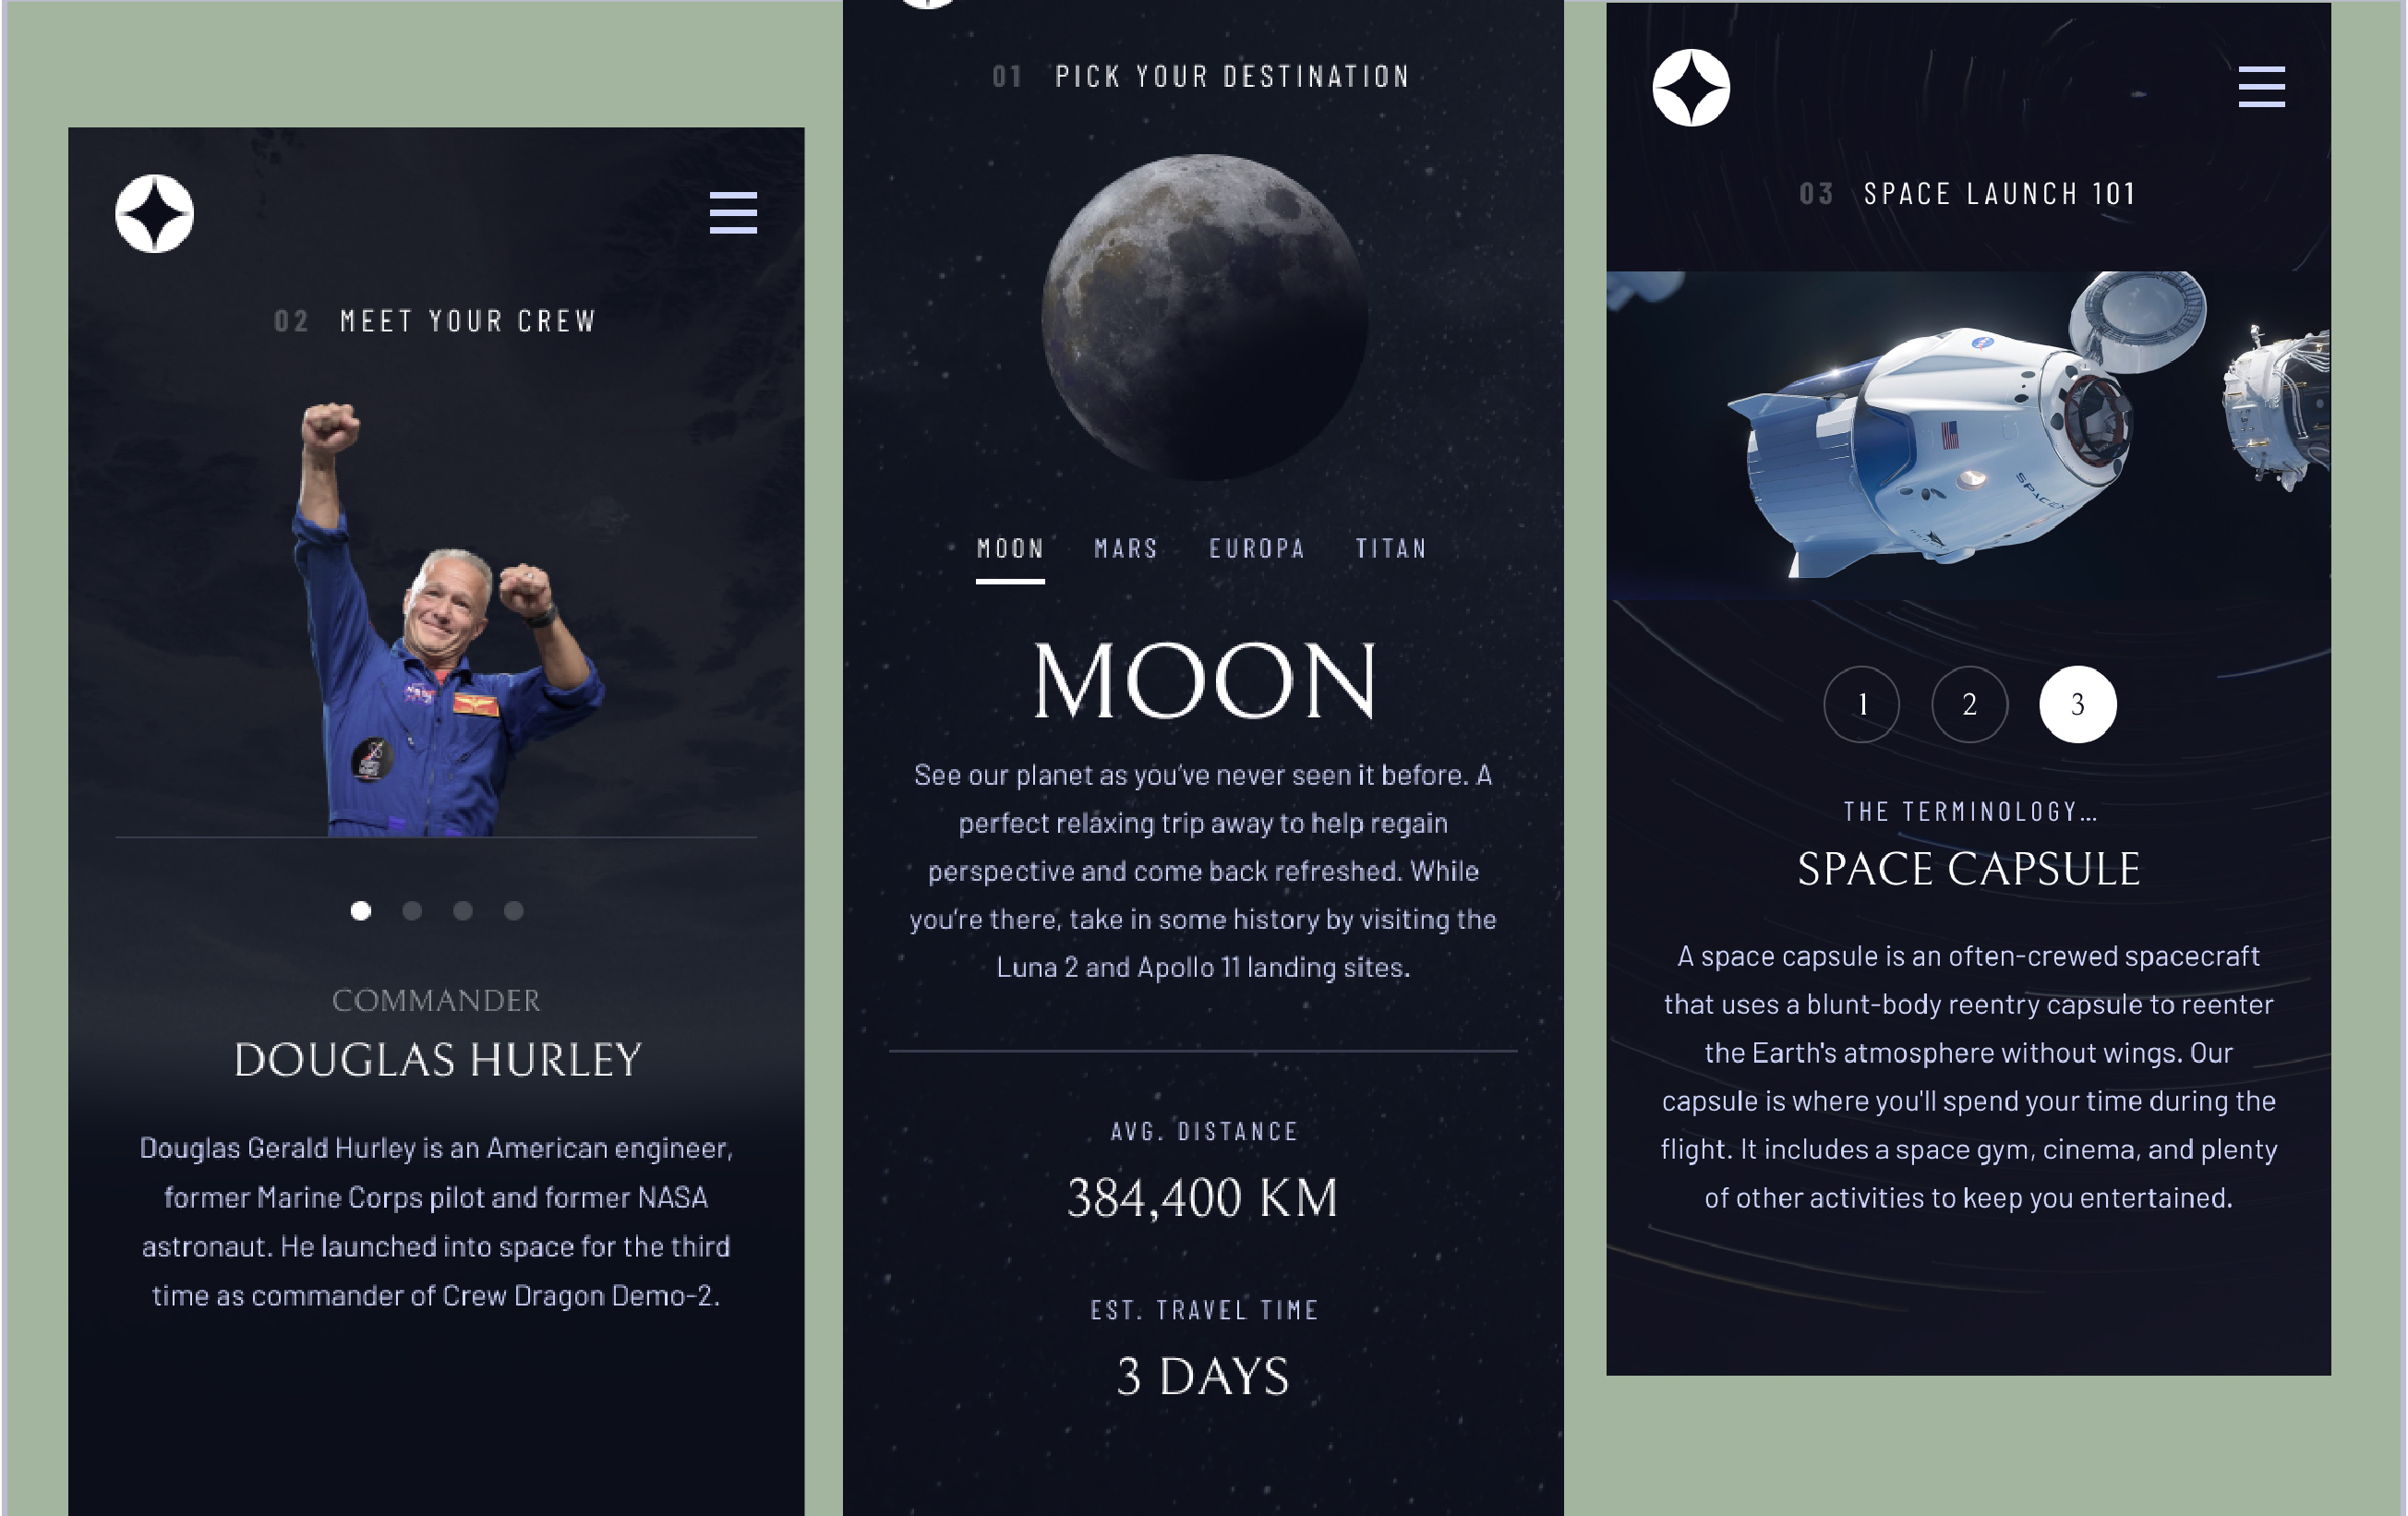 02 MEET YOUR CREW
COMMANDER
DOUGLAS HURLEY
Douglas Gerald Hurley is an American engineer,
former Marine Corps pilot and former NASA
astronaut. He launched into space for the third
time as commander of Crew Dragon Demo-2.
01 PICK YOUR DESTINATION
MOON MARS EUROPA TITAN
MOON
See our planet as you’ve never seen it before. A
perfect relaxing trip away to help regain
perspective and come back refreshed. While
you’re there, take in some history by visiting the
Luna 2 and Apollo 11 landing sites.
AVG. DISTANCE
384,400 KM
EST. TRAVEL TIME
3 DAYS
03 SPACE LAUNCH 101
SPACEX
1 2 3
THE TERMINOLOGY...
SPACE CAPSULE
A space capsule is an often-crewed spacecraft
that uses a blunt-body reentry capsule to reenter
the Earth's atmosphere without wings. Our
capsule is where you'll spend your time during the
flight. It includes a space gym, cinema, and plenty
of other activities to keep you entertained.